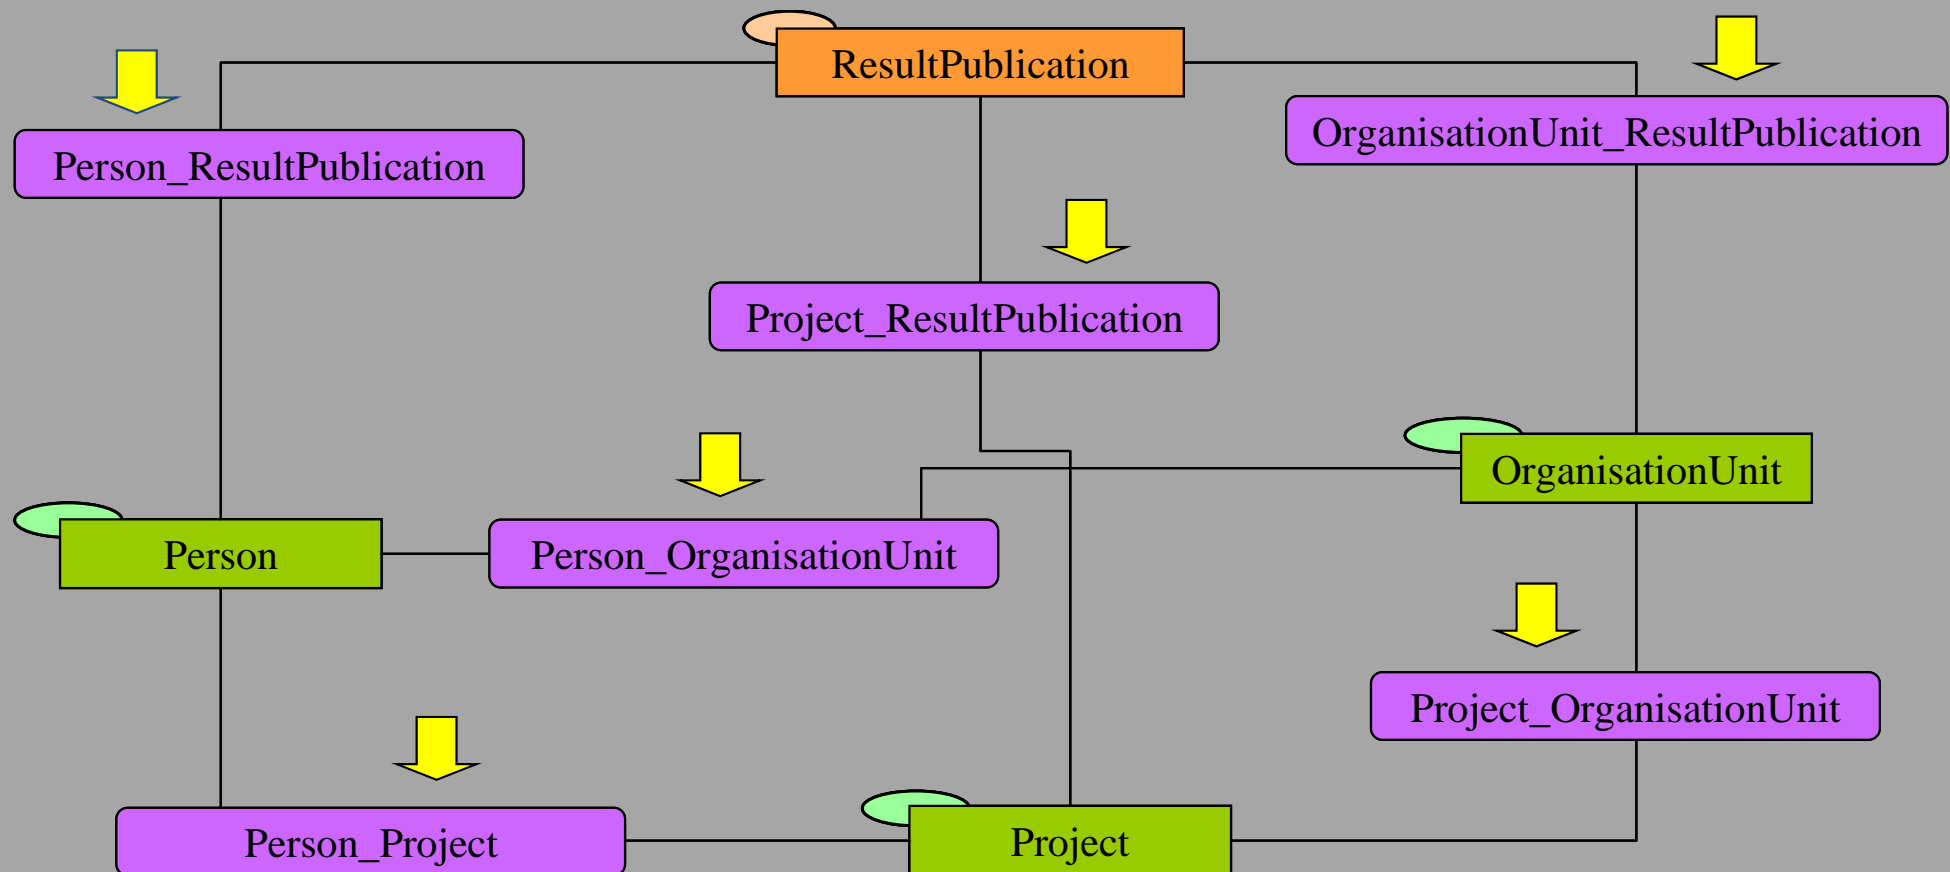 ResultPublication
Person_ResultPublication
OrganisationUnit_ResultPublication
Project_ResultPublication
OrganisationUnit
Person
Person_OrganisationUnit
Project_OrganisationUnit
Person_Project
Project